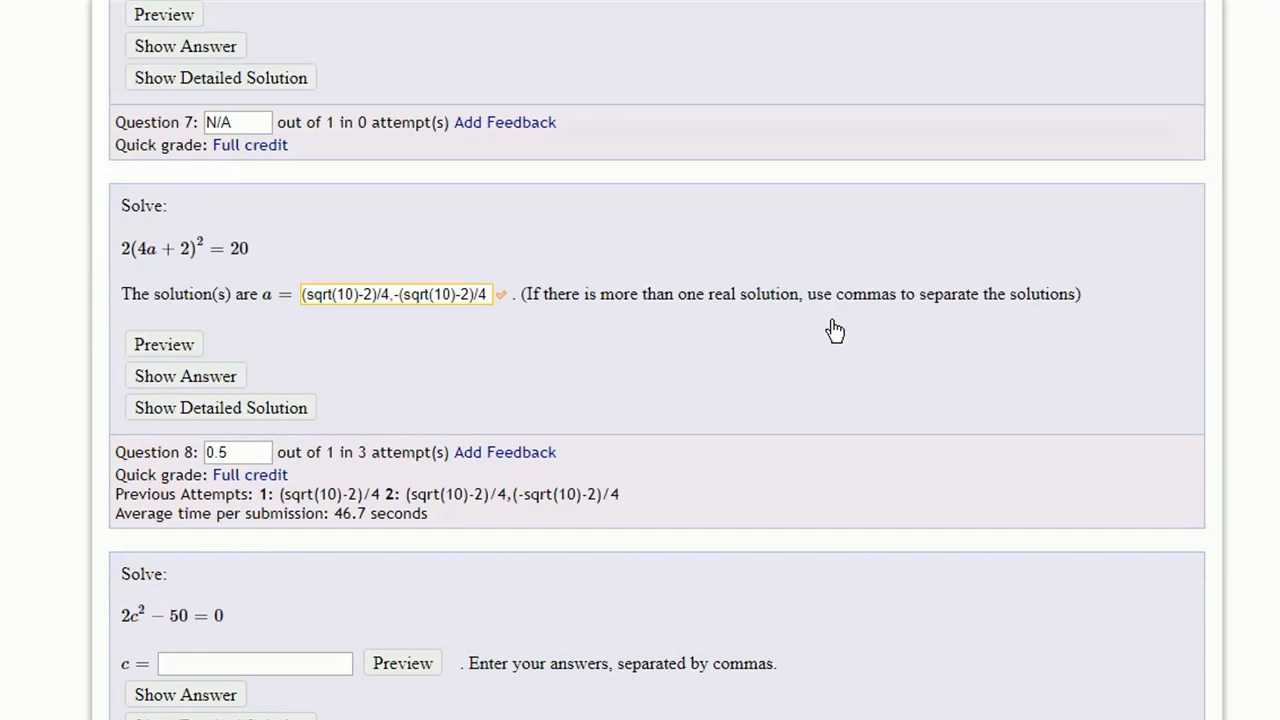 Preview
Show Answer
Show Detailed Solution
Question 7: N/A out of 1 in 0 attempt(s) Add Feedback
Quick grade: Full credit
Solve:
2(4a + 2)² = 20
The solution(s) are a = (sqrt(10)-2)/4,-(sqrt(10)-2)/4 . (If there is more than one real solution, use commas to separate the solutions)
Preview
Show Answer
Show Detailed Solution
Question 8: 0.5 out of 1 in 3 attempt(s) Add Feedback
Quick grade: Full credit
Previous Attempts: 1: (sqrt(10)-2)/4 2: (sqrt(10)-2)/4,(-sqrt(10)-2)/4
Average time per submission: 46.7 seconds
Solve:
2c² − 50 = 0
c = Preview . Enter your answers, separated by commas.
Show Answer